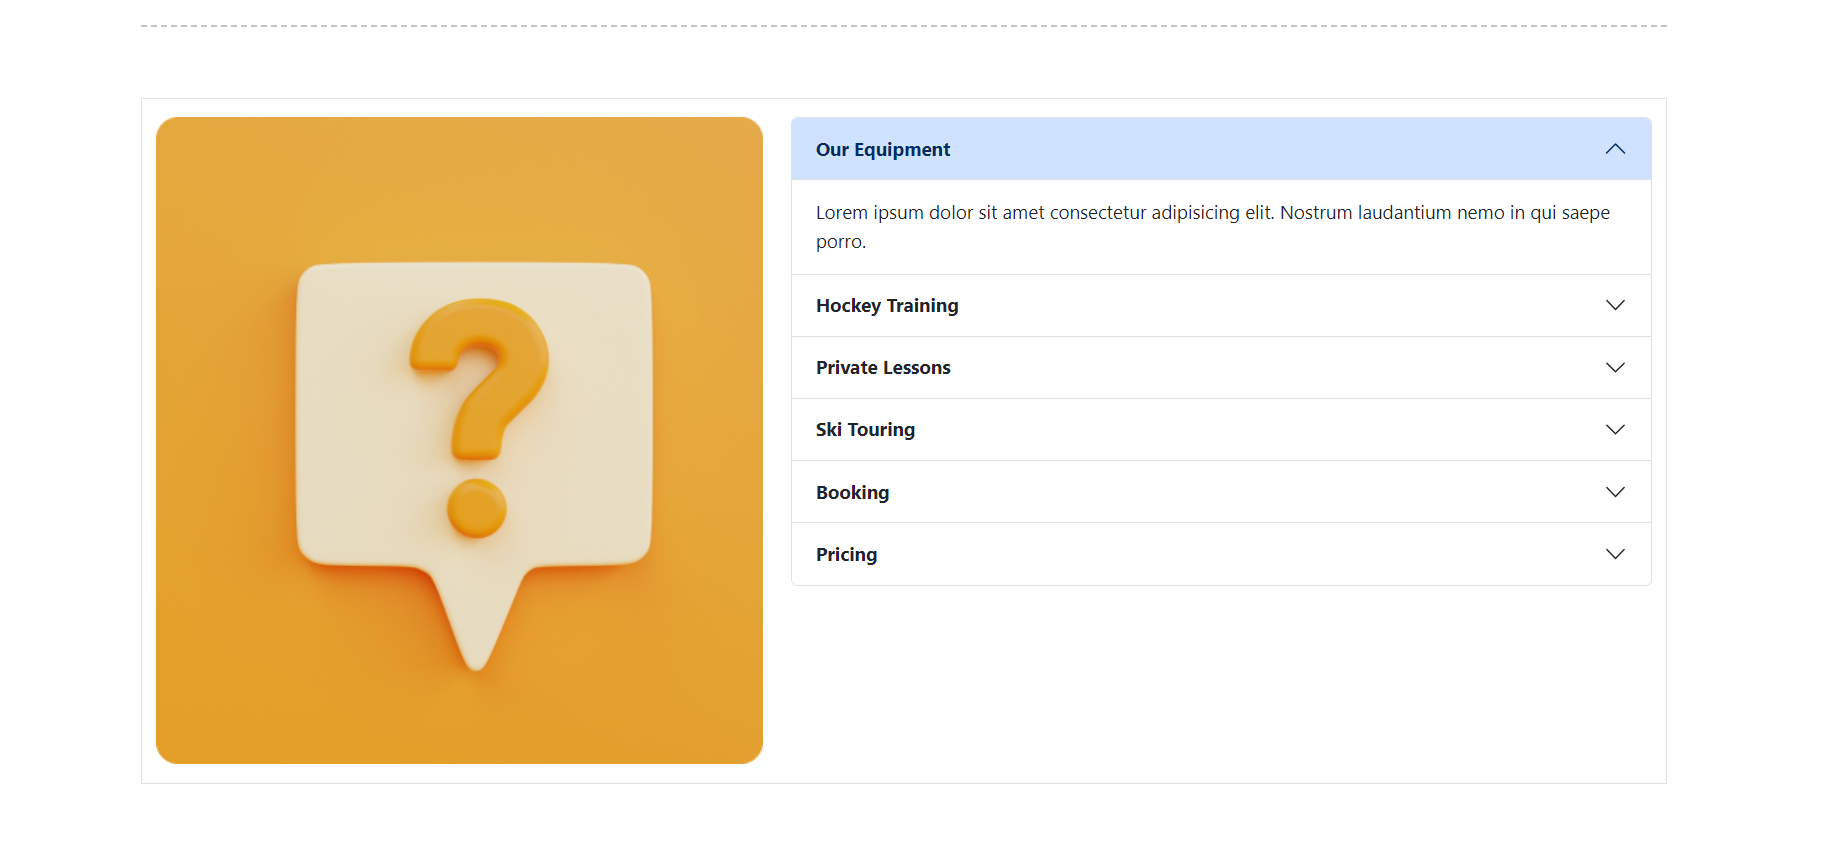 ?
Our Equipment
Lorem ipsum dolor sit amet consectetur adipisicing elit. Nostrum laudantium nemo in qui saepe
porro.
Hockey Training
Private Lessons
Ski Touring
Booking
Pricing